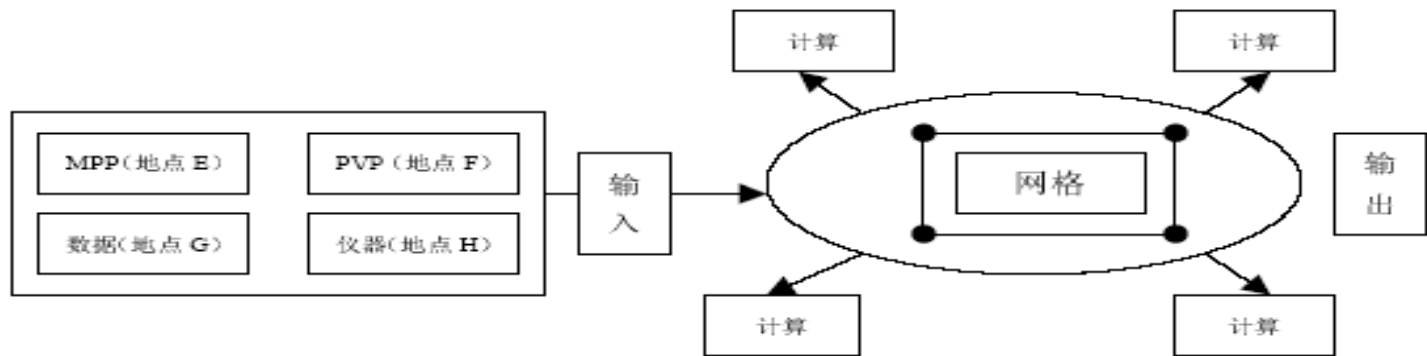 计算
计算
MPP(地点 E)
PVP (地点 F)
数据(地点 G)
仪器(地点 H)
输
入
网格
输
出
计算
计算